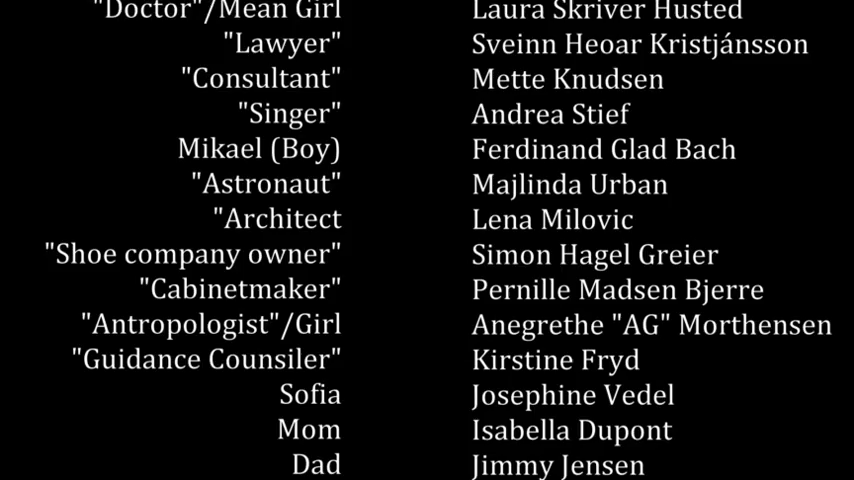 "Doctor"/Mean Girl Laura Skriver Husted
"Lawyer" Sveinn Heoar Kristjánsson
"Consultant" Mette Knudsen
"Singer" Andrea Stief
Mikael (Boy) Ferdinand Glad Bach
"Astronaut" Majlinda Urban
"Architect Lena Milovic
"Shoe company owner" Simon Hagel Greier
"Cabinetmaker" Pernille Madsen Bjerre
"Antropologist"/Girl Anegrethe "AG" Morthensen
"Guidance Counsiler" Kirstine Fryd
Sofia Josephine Vedel
Mom Isabella Dupont
Dad Jimmy Jensen